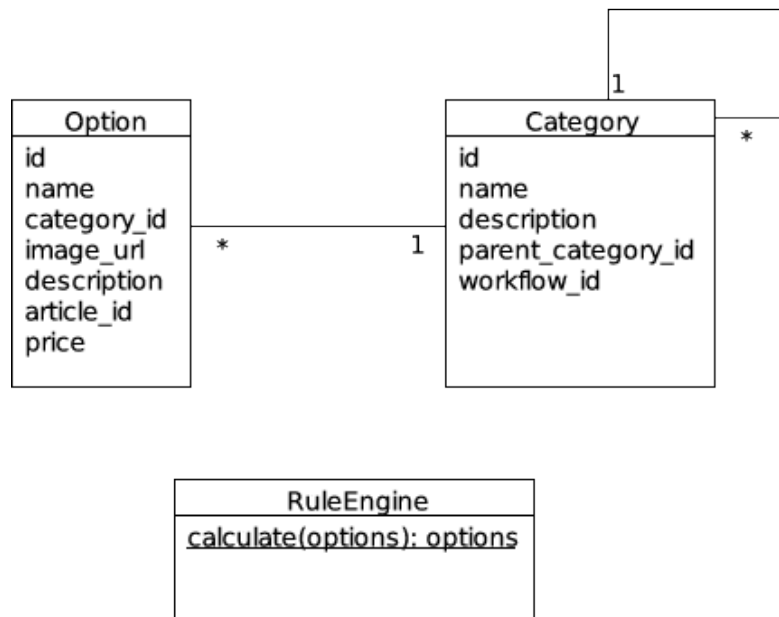 1
Option
Category
*
id
name
category_id
image_url
description
article_id
price
*
1
id
name
description
parent_category_id
workflow_id
RuleEngine
calculate(options): options